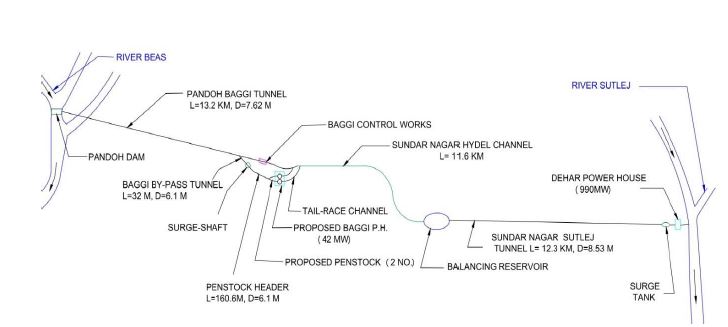 RIVER BEAS
RIVER SUTLEJ
PANDOH BAGGI TUNNEL
L=13.2 KM, D=7.62 M
BAGGI CONTROL WORKS
SUNDAR NAGAR HYDEL CHANNEL
L= 11.6 KM
PANDOH DAM
DEHAR POWER HOUSE
(990MW)
BAGGI BY-PASS TUNNEL
L=32 M, D=6.1 M
TAIL-RACE CHANNEL
SURGE-SHAFT
PROPOSED BAGGI P.H.
(42 MW)
SUNDAR NAGAR SUTLEJ
TUNNEL L= 12.3 KM, D=8.53 M
PROPOSED PENSTOCK (2 NO.)
BALANCING RESERVOIR
PENSTOCK HEADER
L=160.6M, D=6.1 M
SURGE
TANK